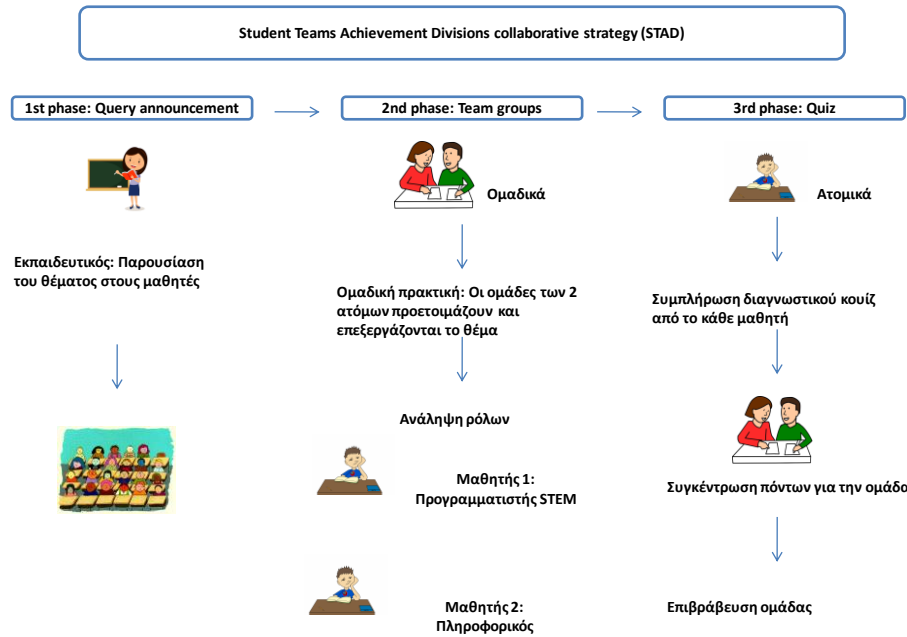 Student Teams Achievement Divisions collaborative strategy (STAD)
1st phase: Query announcement
Εκπαιδευτικός: Παρουσίαση
του θέματος στους μαθητές
2nd phase: Team groups
Ομαδικά
Ομαδική πρακτική: Οι ομάδες των 2
ατόμων προετοιμάζουν και
επεξεργάζονται το θέμα
Ανάληψη ρόλων
Μαθητής 1:
Προγραμματιστής STEM
Μαθητής 2:
Πληροφορικός
3rd phase: Quiz
Ατομικά
Συμπλήρωση διαγνωστικού κουίζ
από το κάθε μαθητή
Συγκέντρωση πόντων για την ομάδα
Επιβράβευση ομάδας